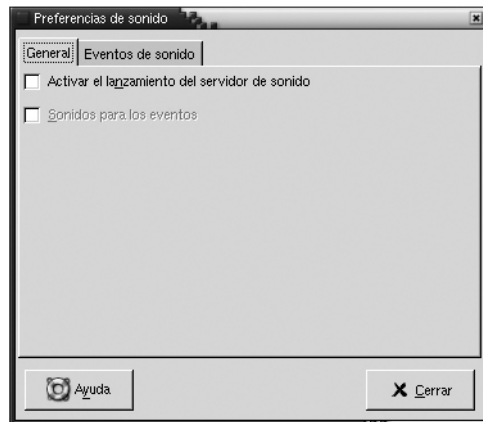 Preferencias de sonido
General Eventos de sonido
Activar el lanzamiento del servidor de sonido
Sonidos para los eventos
Ayuda Cerrar